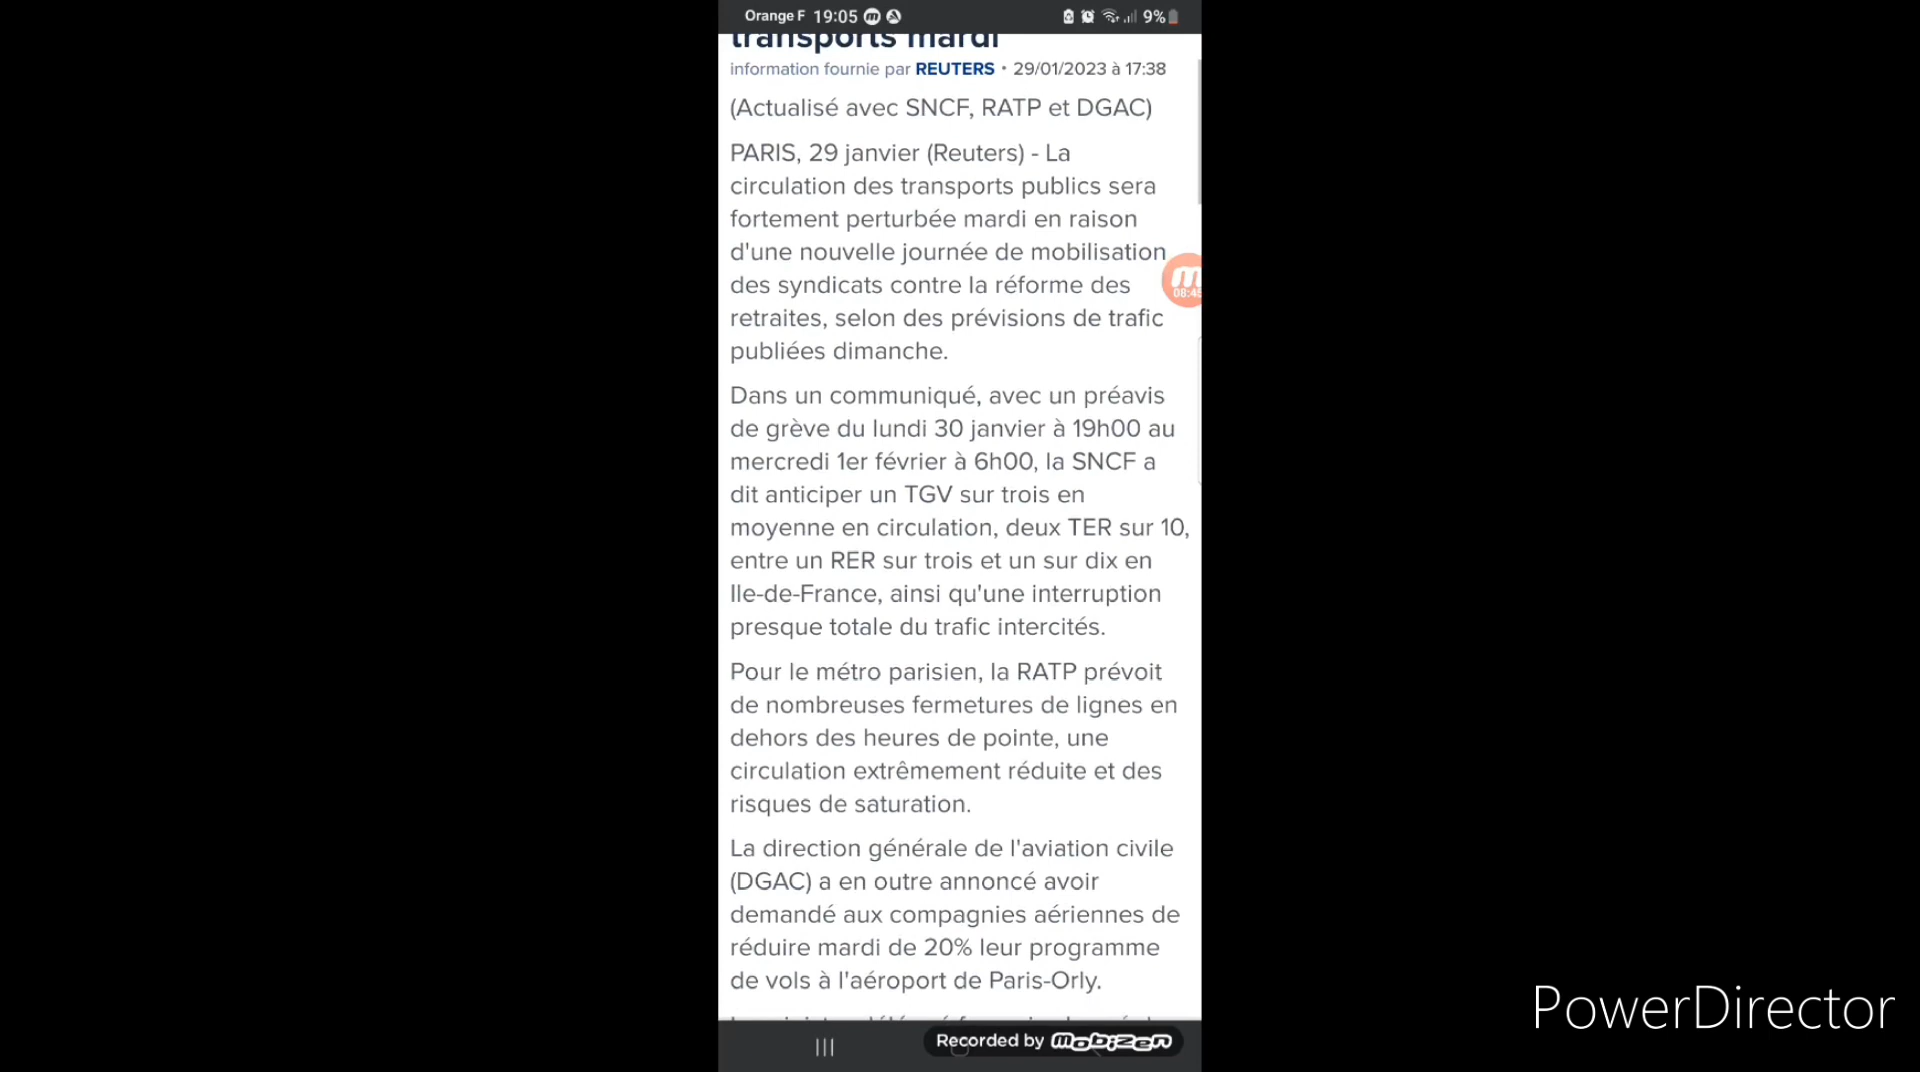 Orange F 19:05
9%
transports mardi
information fournie par REUTERS • 29/01/2023 à 17:38
(Actualisé avec SNCF, RATP et DGAC)
PARIS, 29 janvier (Reuters) - La
circulation des transports publics sera
fortement perturbée mardi en raison
d'une nouvelle journée de mobilisation
des syndicats contre la réforme des
retraites, selon des prévisions de trafic
publiées dimanche.
08:45
Dans un communiqué, avec un préavis
de grève du lundi 30 janvier à 19h00 au
mercredi 1er février à 6h00, la SNCF a
dit anticiper un TGV sur trois en
moyenne en circulation, deux TER sur 10,
entre un RER sur trois et un sur dix en
Ile-de-France, ainsi qu'une interruption
presque totale du trafic intercités.
Pour le métro parisien, la RATP prévoit
de nombreuses fermetures de lignes en
dehors des heures de pointe, une
circulation extrêmement réduite et des
risques de saturation.
La direction générale de l'aviation civile
(DGAC) a en outre annoncé avoir
demandé aux compagnies aériennes de
réduire mardi de 20% leur programme
de vols à l'aéroport de Paris-Orly.
Recorded by mobizen
PowerDirector